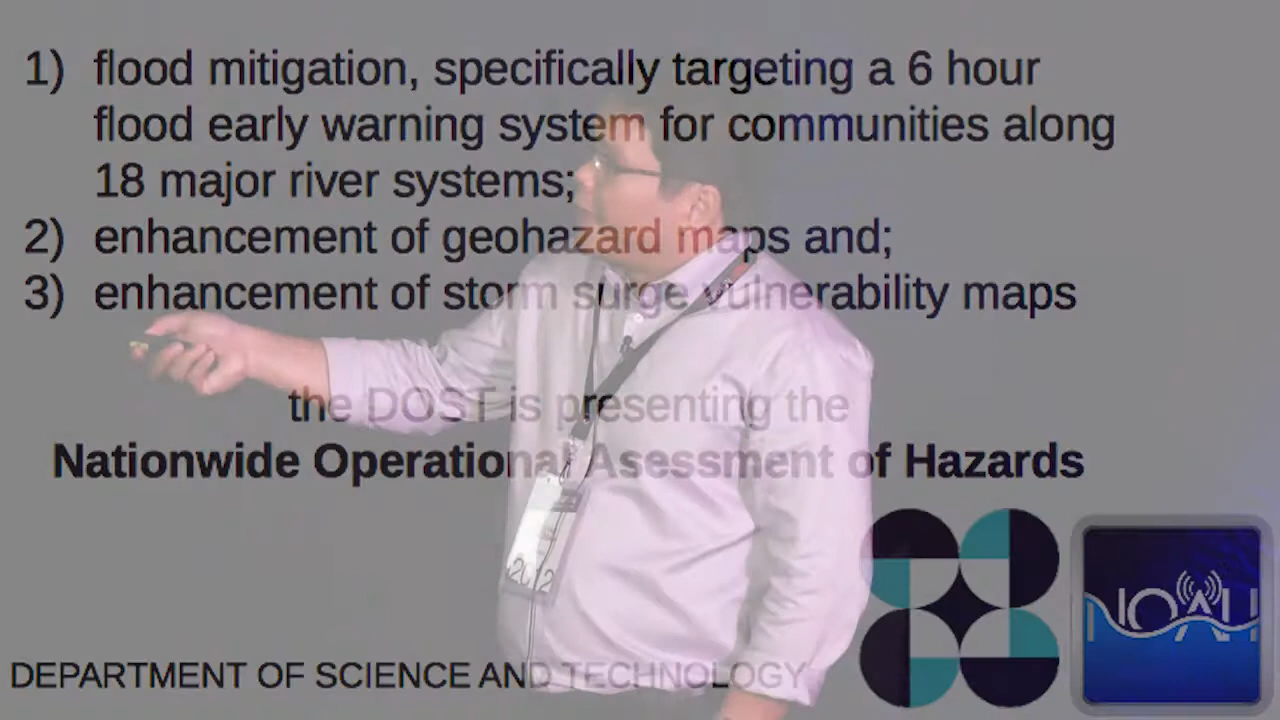 1) flood mitigation, specifically targeting a 6 hour
flood early warning system for communities along
18 major river systems;
2) enhancement of geohazard maps and;
3) enhancement of storm surge vulnerability maps
the DOST is presenting the
Nationwide Operational Asessment of Hazards
2012
DEPARTMENT OF SCIENCE AND TECHNOLOGY
NOAH